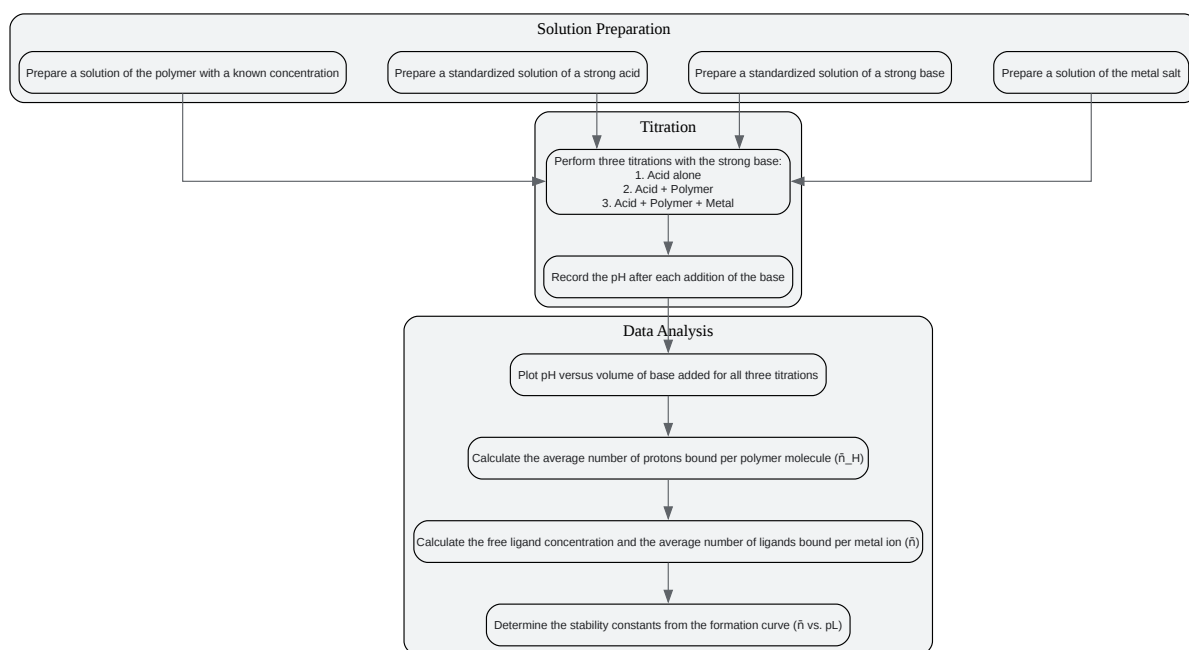 Solution Preparation
Prepare a solution of the polymer with a known concentration
Prepare a standardized solution of a strong acid
Prepare a standardized solution of a strong base
Prepare a solution of the metal salt
Titration
Perform three titrations with the strong base:
1. Acid alone
2. Acid + Polymer
3. Acid + Polymer + Metal
Record the pH after each addition of the base
Data Analysis
Plot pH versus volume of base added for all three titrations
Calculate the average number of protons bound per polymer molecule (ñ_H)
Calculate the free ligand concentration and the average number of ligands bound per metal ion (ñ)
Determine the stability constants from the formation curve (ñ vs. pL)